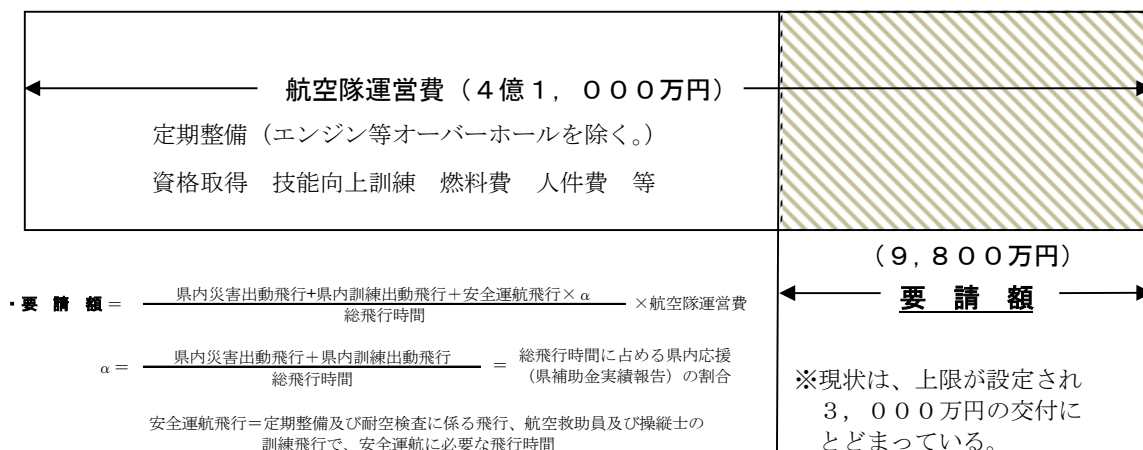 航空隊運営費（４億１，０００万円）
定期整備（エンジン等オーバーホールを除く。）
資格取得　技能向上訓練　燃料費　人件費　等
（９,８００万円）
要　請　額
・要　請　額＝ 県内災害出動飛行+県内訓練出動飛行＋安全運航飛行×α ×航空隊運営費
総飛行時間
α＝ 県内災害出動飛行＋県内訓練出動飛行 ＝ 総飛行時間に占める県内応援
総飛行時間 （県補助金実績報告）の割合
安全運航飛行＝定期整備及び耐空検査に係る飛行、航空救助員及び操縦士の
訓練飛行で、安全運航に必要な飛行時間
※現状は、上限が設定され
３，０００万円の交付に
とどまっている。